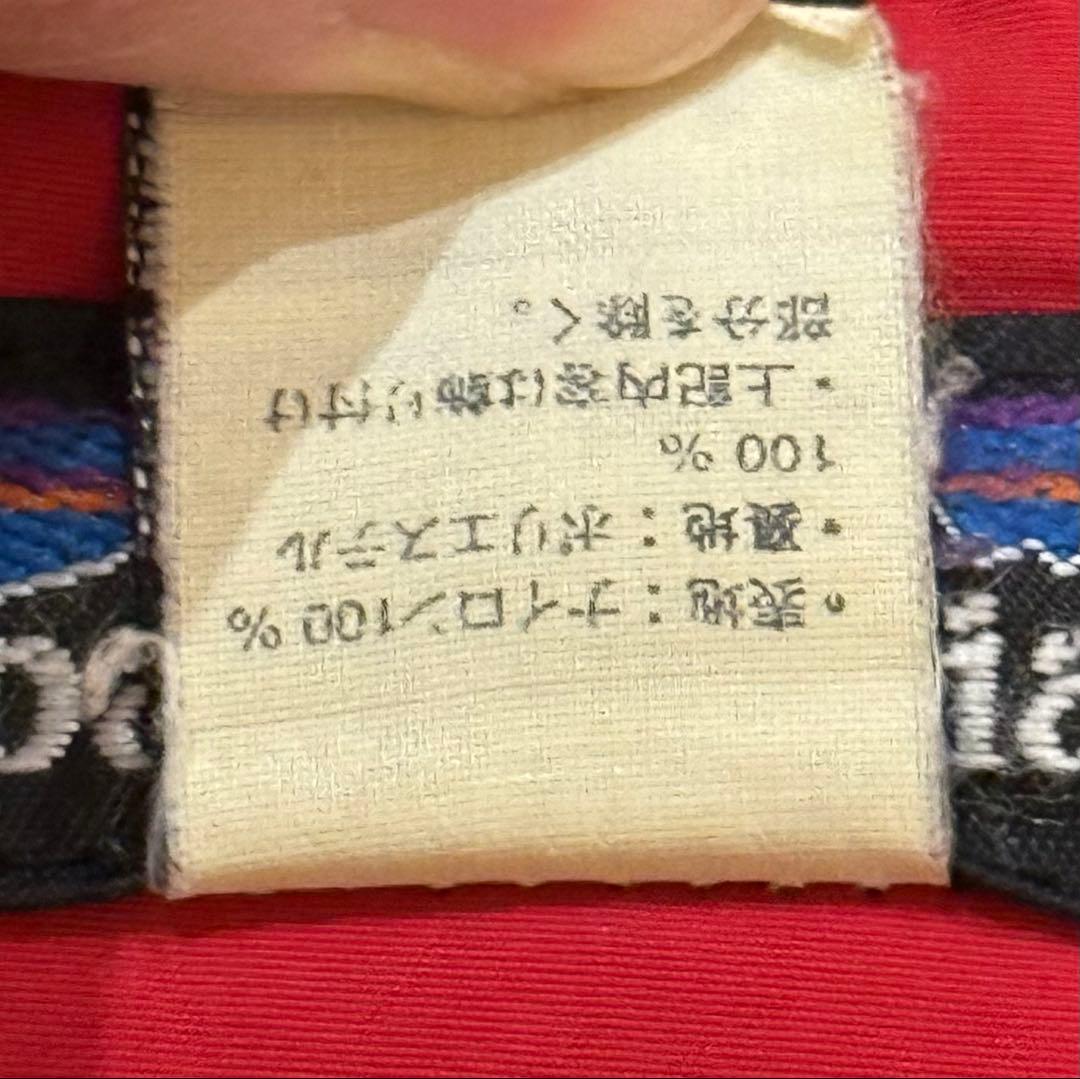 ・表地：ナイロン100％
・裏地：ポリエステル
100％
・上記内容は飾り付け
部分を除く。